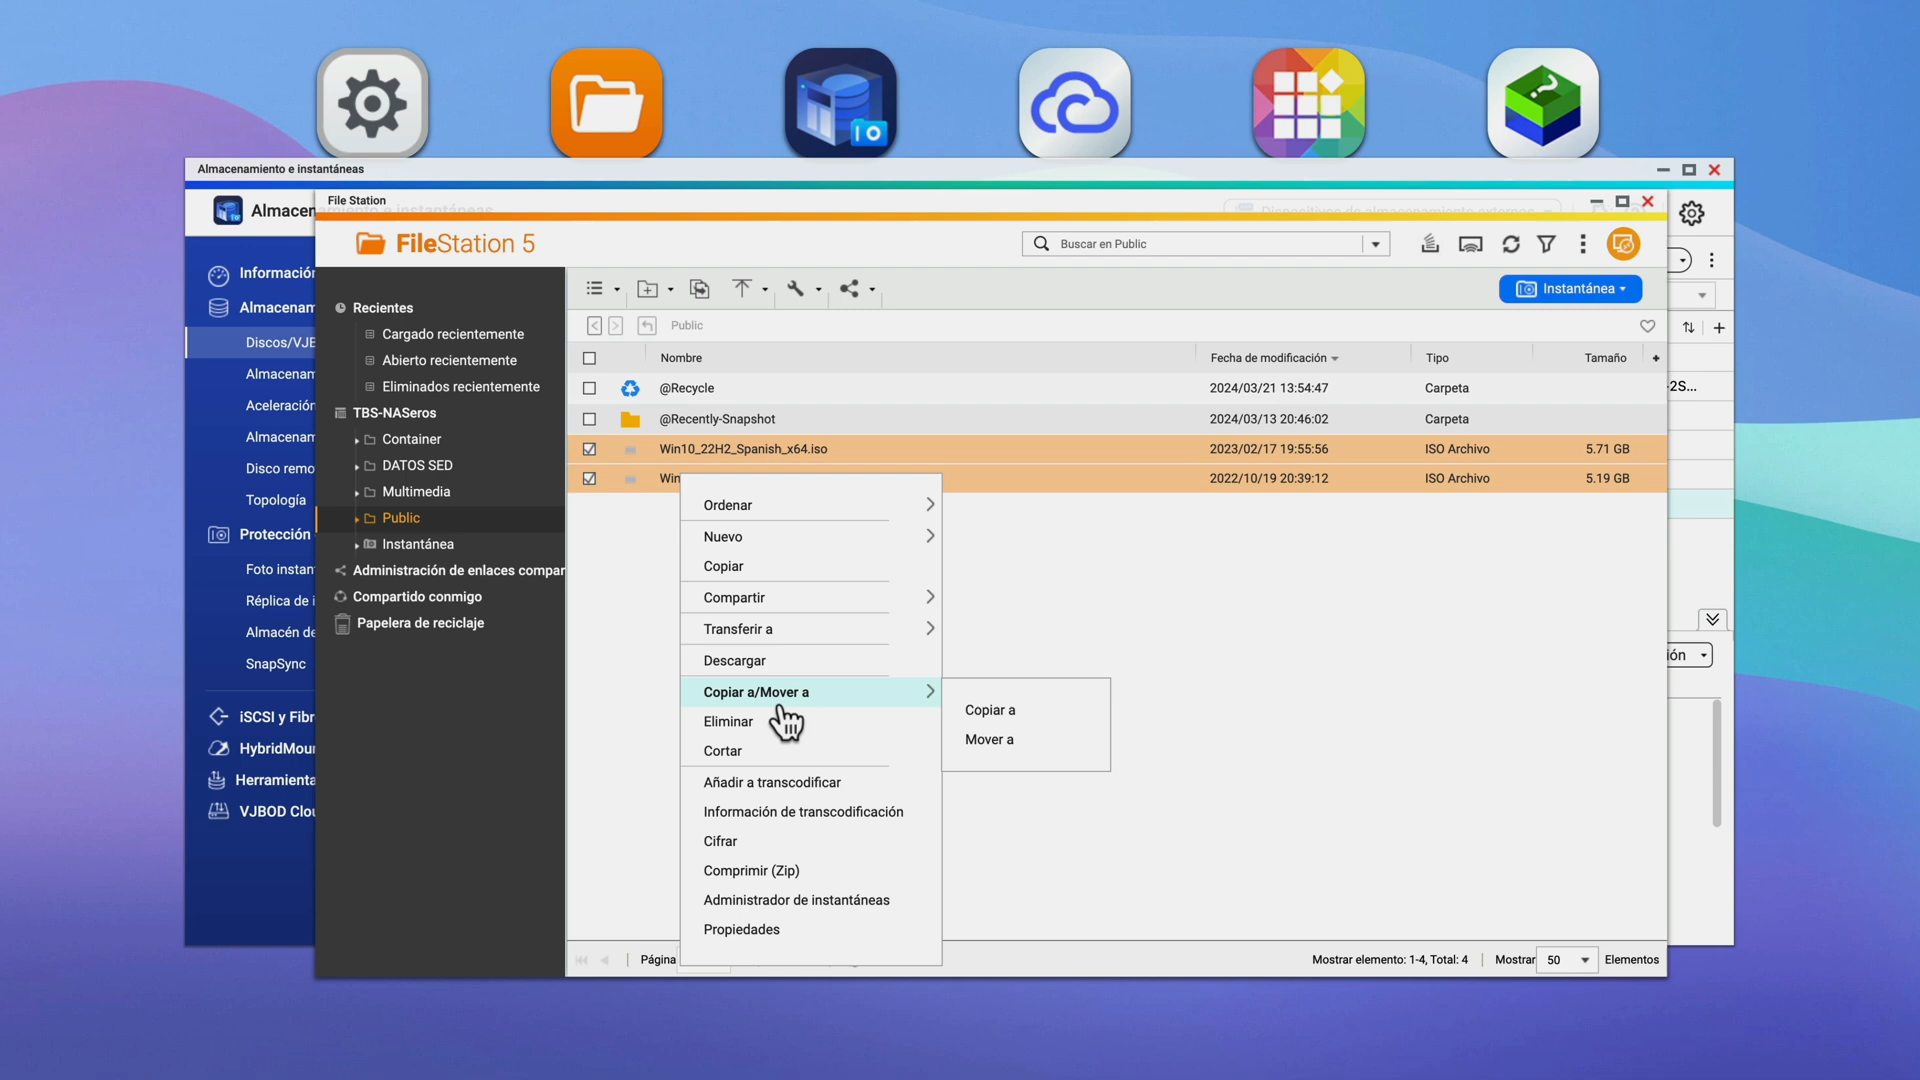 Almacenamiento e instantáneas
File Station
FileStation 5
Buscar en Public
Instantánea
Información
Almacenam
Discos/VJB
Almacenam
Aceleración
Almacenam
Disco remo
Topología
Protección
Foto instan
Réplica de i
Almacén de
SnapSync
iSCSI y Fibr
HybridMoun
Herramienta
VJBOD Clou
Recientes
Cargado recientemente
Abierto recientemente
Eliminados recientemente
TBS-NASeros
Container
DATOS SED
Multimedia
Public
Instantánea
Administración de enlaces compar
Compartido conmigo
Papelera de reciclaje
Public
Nombre Fecha de modificación Tipo Tamaño
@Recycle 2024/03/21 13:54:47 Carpeta
@Recently-Snapshot 2024/03/13 20:46:02 Carpeta
Win10_22H2_Spanish_x64.iso 2023/02/17 19:55:56 ISO Archivo 5.71 GB
Win 2022/10/19 20:39:12 ISO Archivo 5.19 GB
Ordenar
Nuevo
Copiar
Compartir
Transferir a
Descargar
Copiar a/Mover a
Eliminar
Cortar
Añadir a transcodificar
Información de transcodificación
Cifrar
Comprimir (Zip)
Administrador de instantáneas
Propiedades
Copiar a
Mover a
Página
Mostrar elemento: 1-4, Total: 4 Mostrar 50 Elementos
-2S...
ión